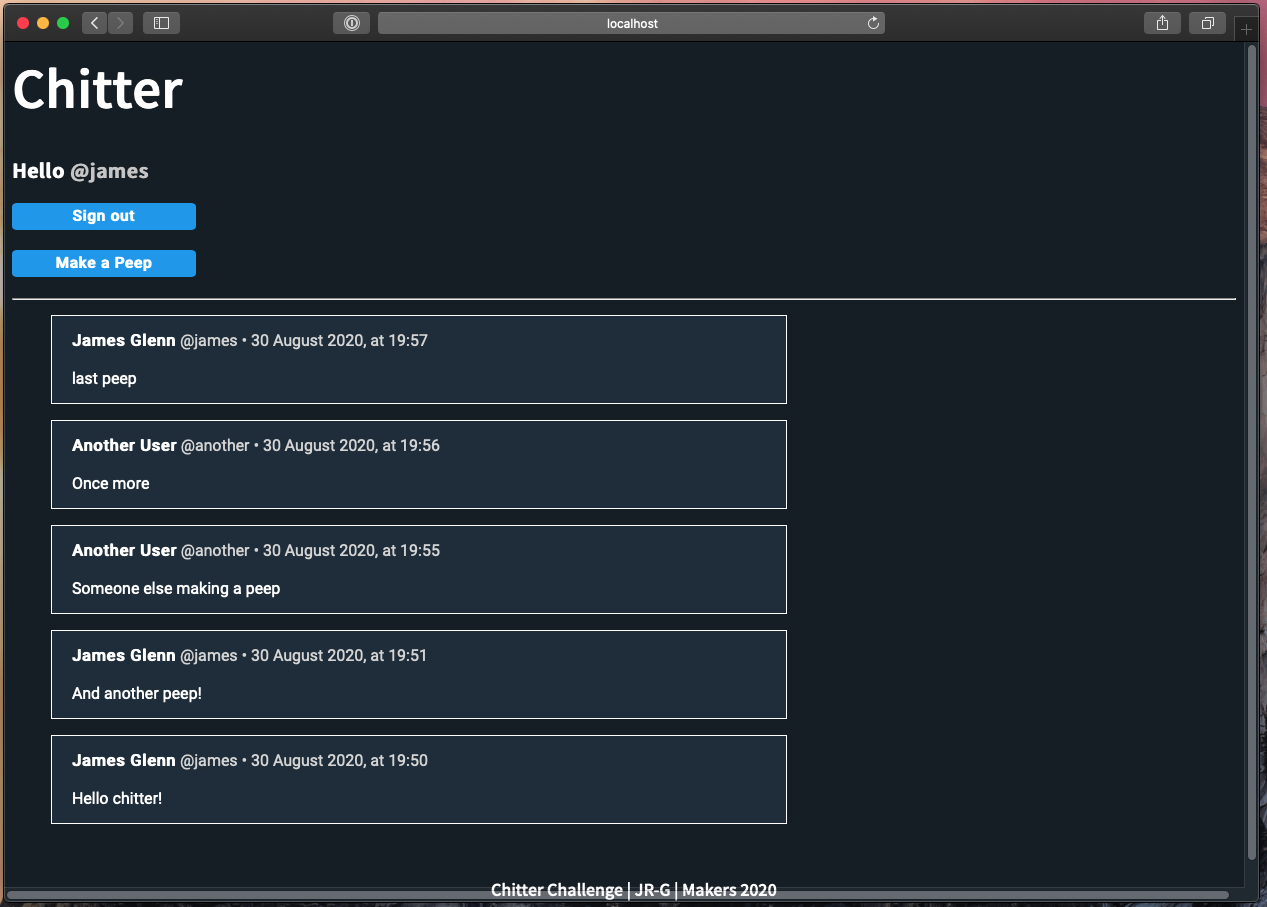 localhost
Chitter
Hello @james
Sign out
Make a Peep
James Glenn @james • 30 August 2020, at 19:57
last peep
Another User @another • 30 August 2020, at 19:56
Once more
Another User @another • 30 August 2020, at 19:55
Someone else making a peep
James Glenn @james • 30 August 2020, at 19:51
And another peep!
James Glenn @james • 30 August 2020, at 19:50
Hello chitter!
Chitter Challenge | JR-G | Makers 2020